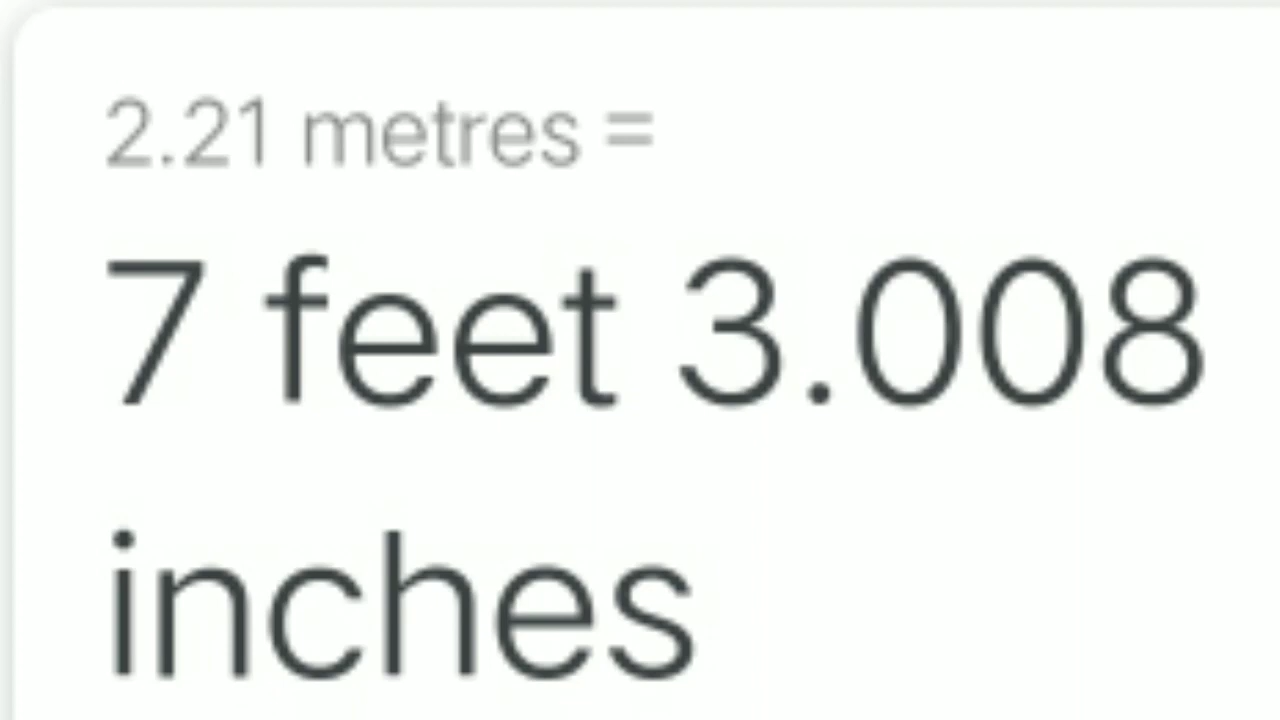 2.21 metres =
7 feet 3.008
inches